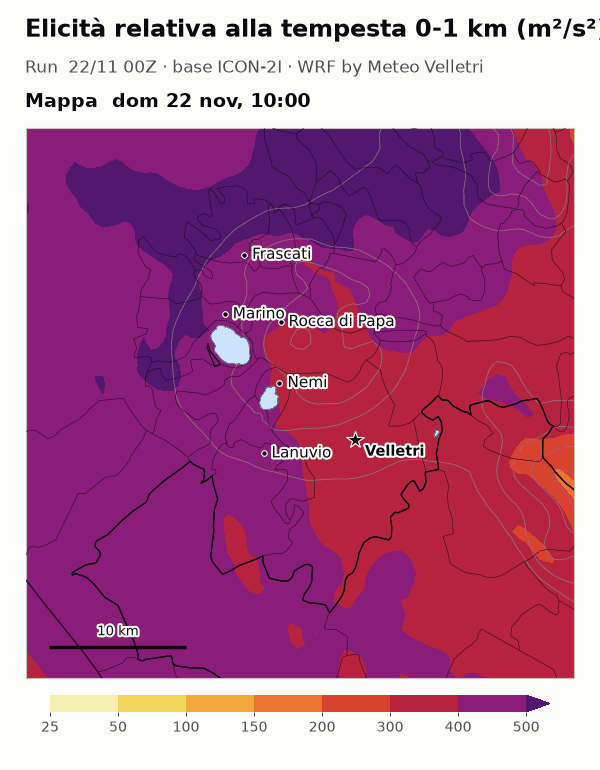 Elicità relativa alla tempesta 0-1 km (m²/s²)
Run  22/11 00Z · base ICON-2I · WRF by Meteo Velletri
Mappa  dom 22 nov, 10:00
Frascati
Marino
Rocca di Papa
Nemi
Lanuvio
Velletri
10 km
25 50 100 150 200 300 400 500